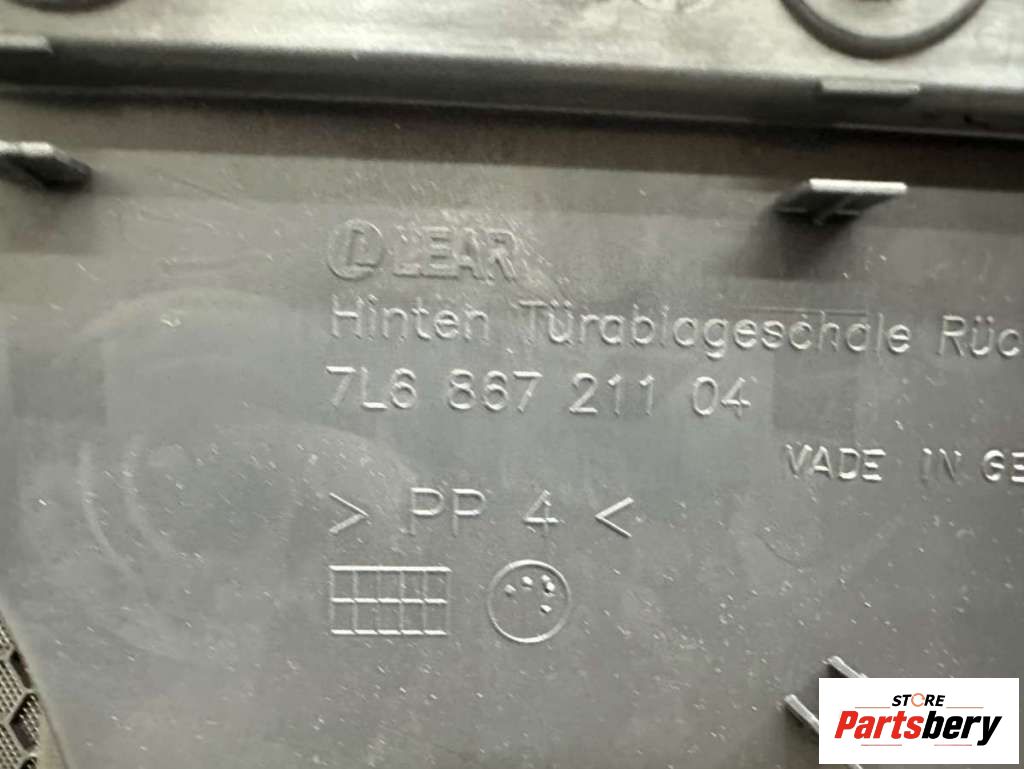 LEAR
Hinten Türablageschale Rüc
7L6 867 211 04
MADE IN GE
> PP 4 <
STORE
Partsbery